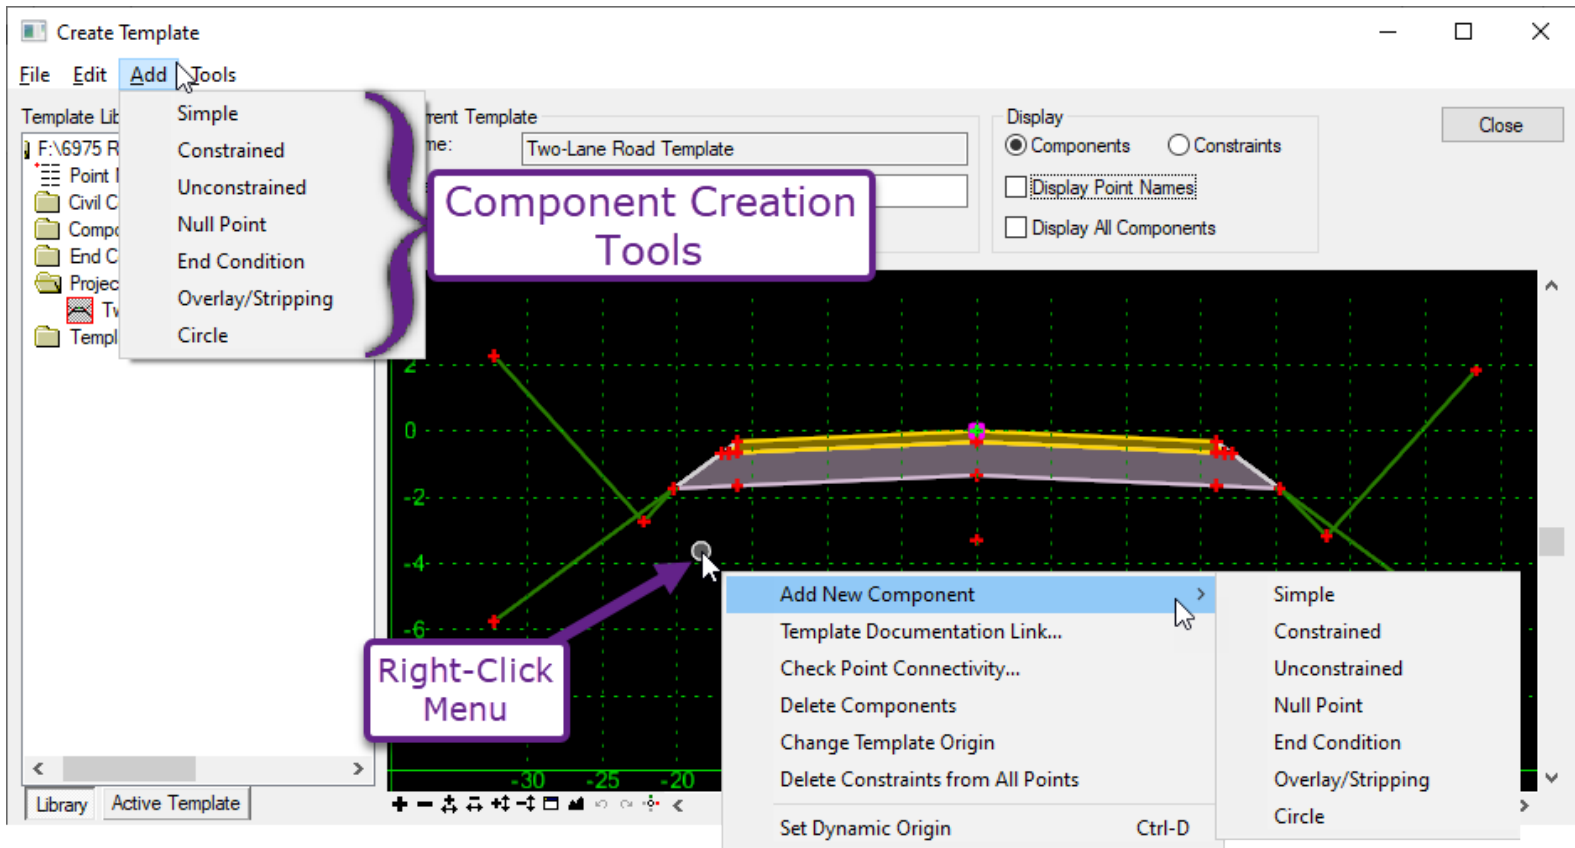 Create Template
File Edit Add Tools
Simple
Constrained
Unconstrained
Null Point
End Condition
Overlay/Stripping
Circle
Template Lib
F:\6975 R
Point
Civil C
Compo
End C
Projec
Tw
Templ
Library Active Template
rrent Template
me: Two-Lane Road Template
Component Creation
Tools
Display
Components Constraints
Display Point Names
Display All Components
Close
2
0
-2
-4
-6
-30 -25 -20
Right-Click
Menu
Add New Component
Template Documentation Link...
Check Point Connectivity...
Delete Components
Change Template Origin
Delete Constraints from All Points
Set Dynamic Origin Ctrl-D
Simple
Constrained
Unconstrained
Null Point
End Condition
Overlay/Stripping
Circle